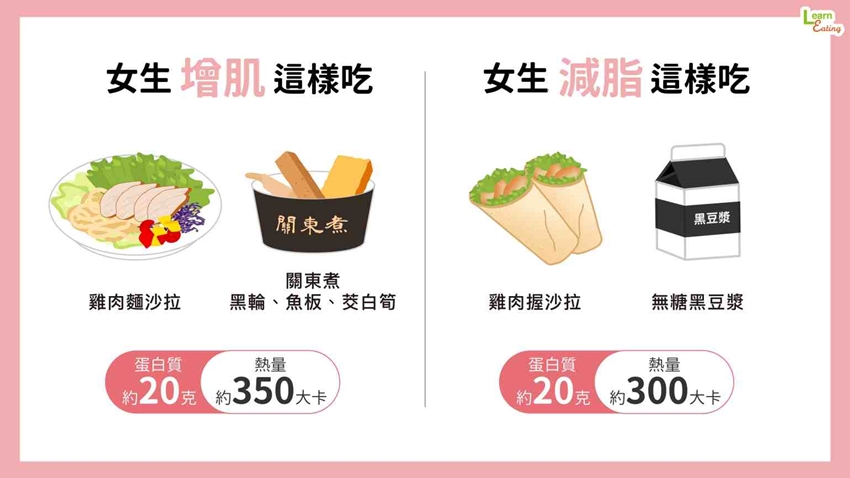 Learn
Eating
女生 增肌 這樣吃
關東煮
雞肉麵沙拉
關東煮
黑輪、魚板、茭白筍
蛋白質
約20克
熱量
約350大卡
女生 減脂 這樣吃
黑豆漿
雞肉握沙拉
無糖黑豆漿
蛋白質
約20克
熱量
約300大卡